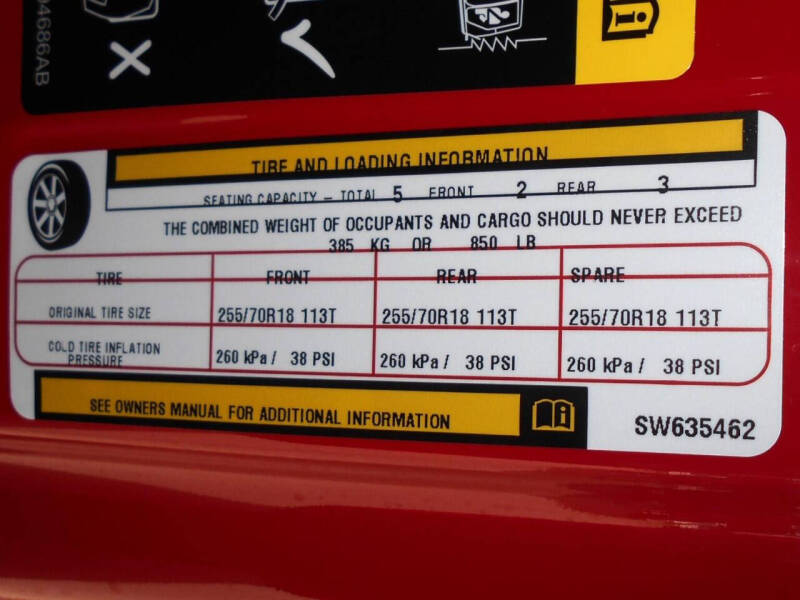 4686AB
TIRE AND LOADING INFORMATION
SEATING CAPACITY – TOTAL 5 FRONT 2 REAR 3
THE COMBINED WEIGHT OF OCCUPANTS AND CARGO SHOULD NEVER EXCEED
385 KG OR 850 LB
TIRE FRONT REAR SPARE
ORIGINAL TIRE SIZE 255/70R18 113T 255/70R18 113T 255/70R18 113T
COLD TIRE INFLATION
PRESSURE 260 kPa / 38 PSI 260 kPa / 38 PSI 260 kPa / 38 PSI
SEE OWNERS MANUAL FOR ADDITIONAL INFORMATION
SW635462